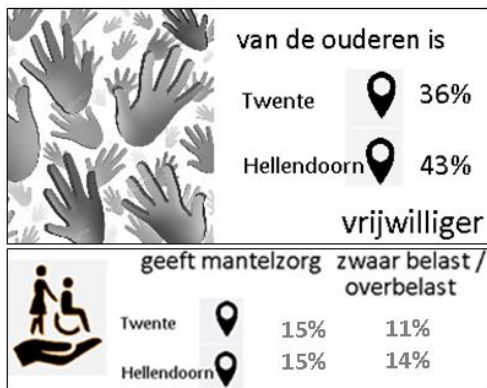 van de ouderen is
Twente 36%
Hellendoorn 43%
vrijwilliger
geeft mantelzorg zwaar belast /
overbelast
Twente 15% 11%
Hellendoorn 15% 14%